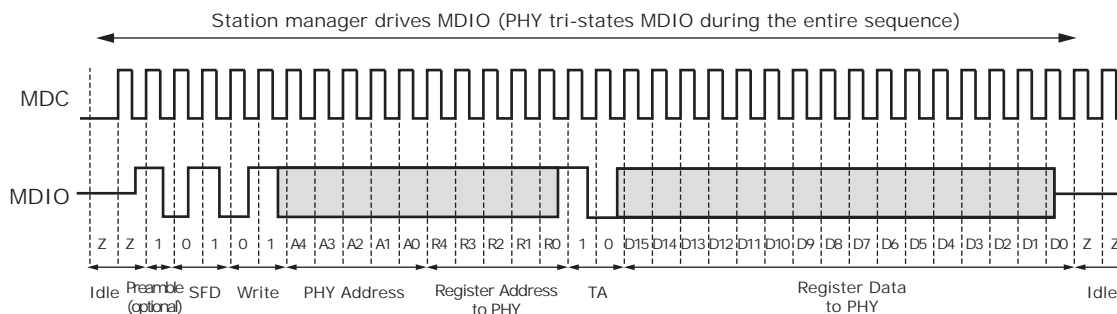 Station manager drives MDIO (PHY tri-states MDIO during the entire sequence)
MDC
MDIO
Z Z 1 0 1 0 1 A4 A3 A2 A1 A0 R4 R3 R2 R1 R0 1 0 D15 D14 D13 D12 D11 D10 D9 D8 D7 D6 D5 D4 D3 D2 D1 D0 Z Z
Idle Preamble SFD Write PHY Address Register Address TA Register Data Idle
(optional) to PHY to PHY